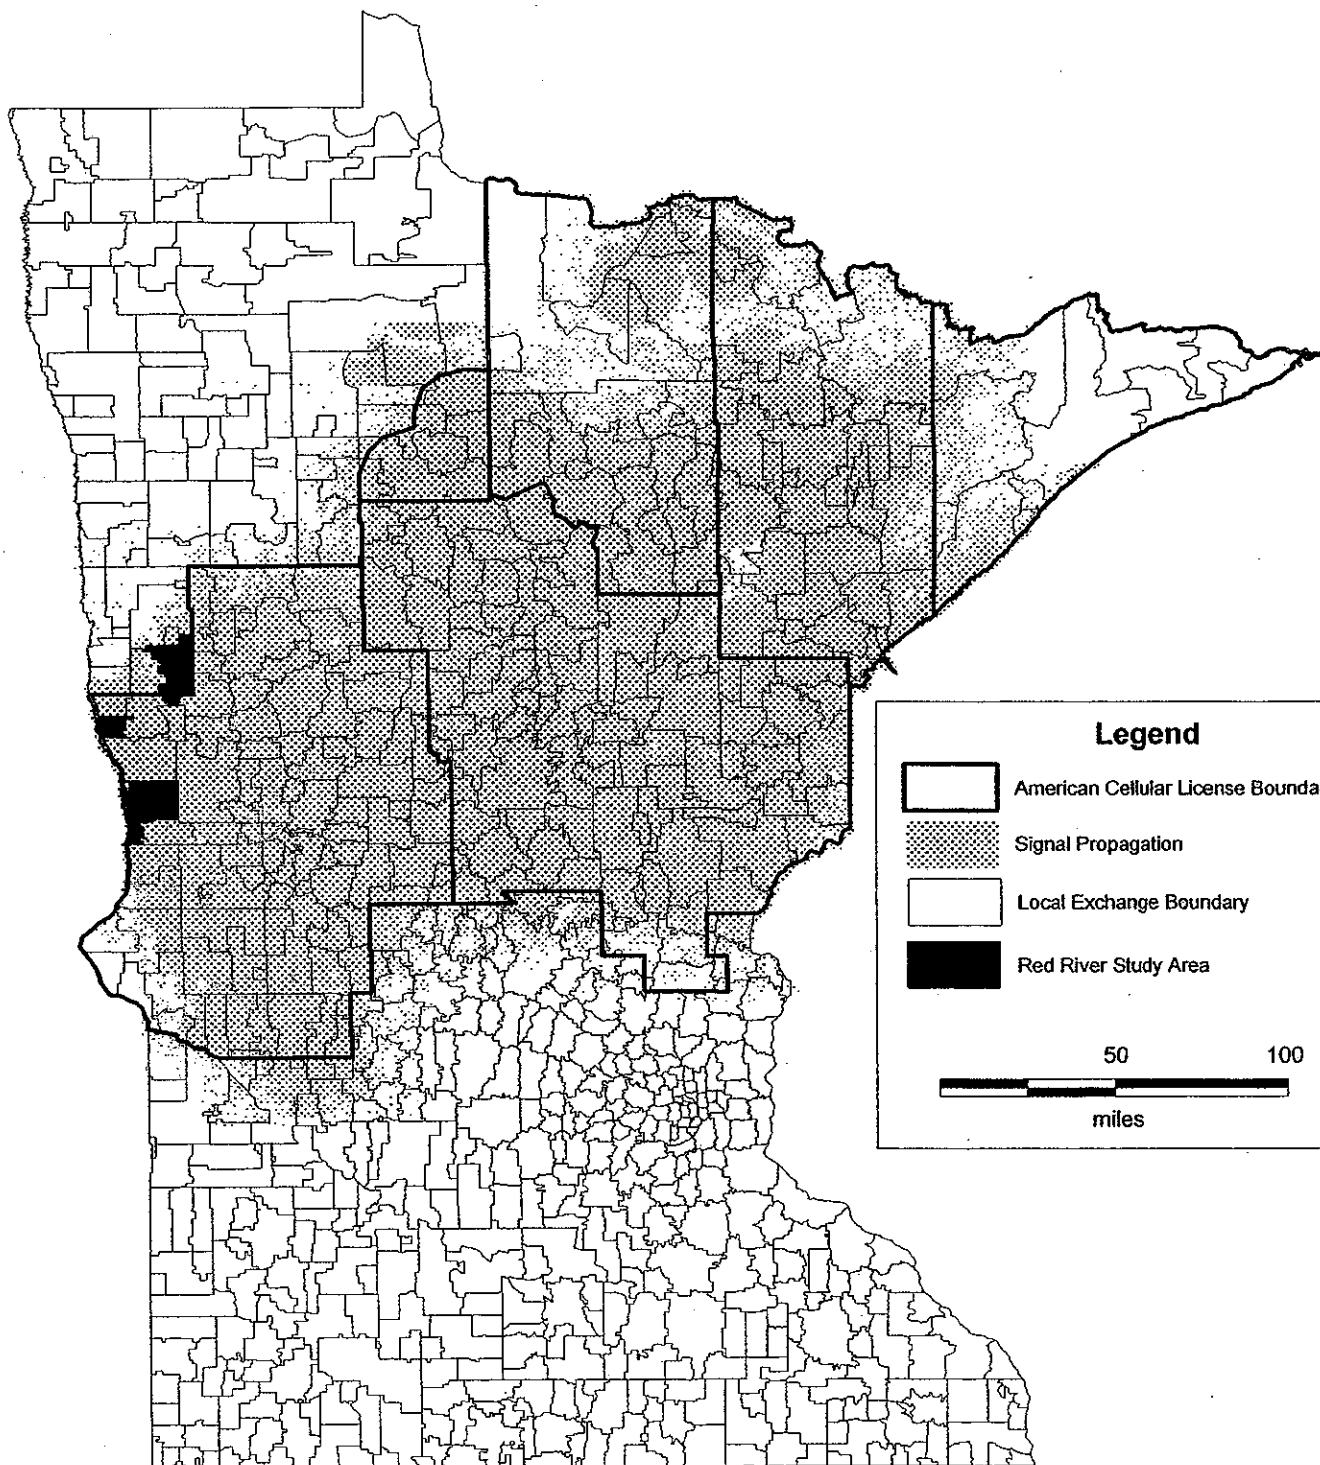 Legend
American Cellular License Bounda
Signal Propagation
Local Exchange Boundary
Red River Study Area
50 100
miles